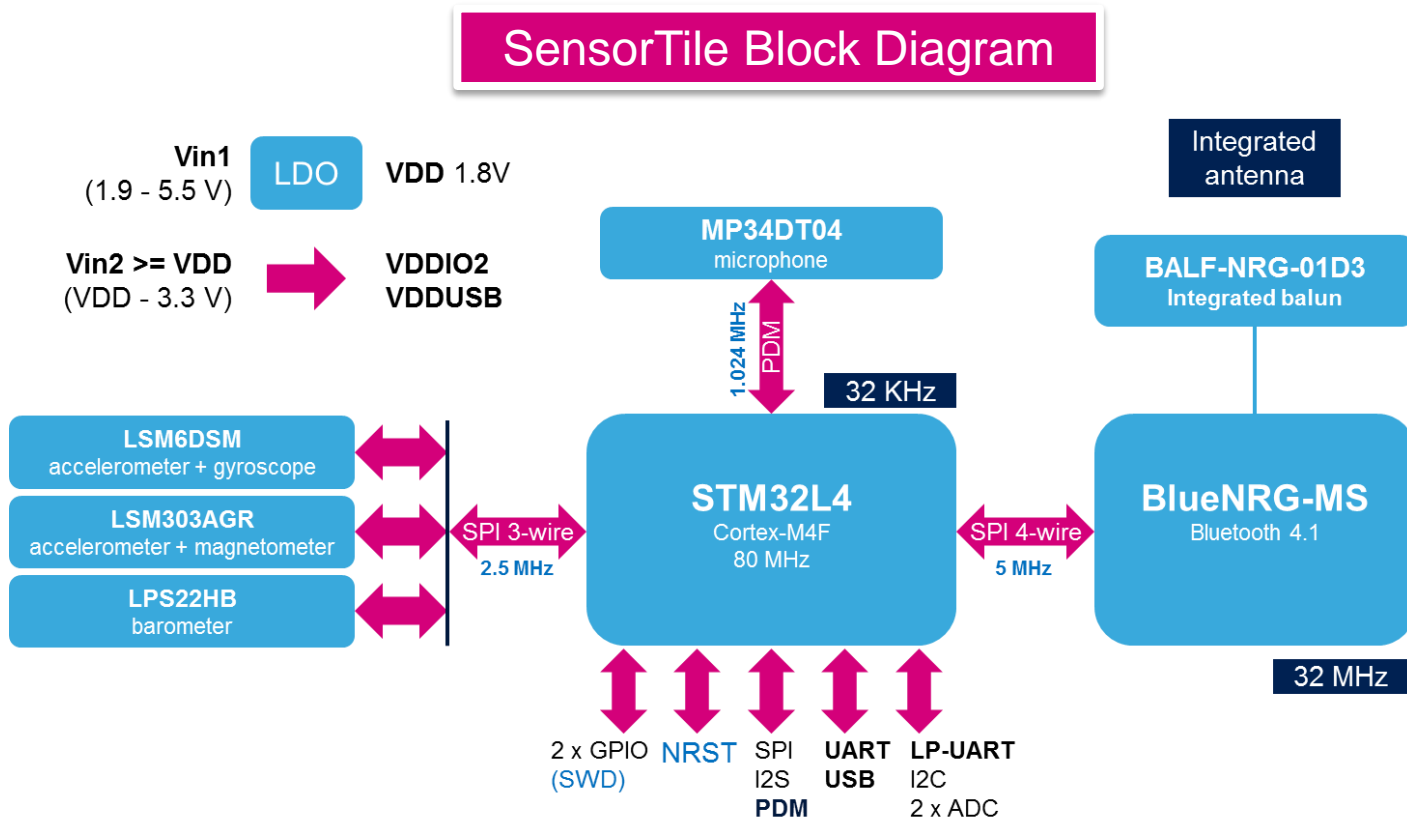 SensorTile Block Diagram
Vin1
(1.9 - 5.5 V)
LDO
VDD 1.8V
Vin2 >= VDD
(VDD - 3.3 V)
VDDIO2
VDDUSB
Integrated
antenna
MP34DT04
microphone
BALF-NRG-01D3
Integrated balun
1.024 MHz
PDM
32 KHz
LSM6DSM
accelerometer + gyroscope
LSM303AGR
accelerometer + magnetometer
LPS22HB
barometer
SPI 3-wire
2.5 MHz
STM32L4
Cortex-M4F
80 MHz
SPI 4-wire
5 MHz
BlueNRG-MS
Bluetooth 4.1
32 MHz
2 x GPIO
(SWD)
NRST
SPI
I2S
PDM
UART
USB
LP-UART
I2C
2 x ADC